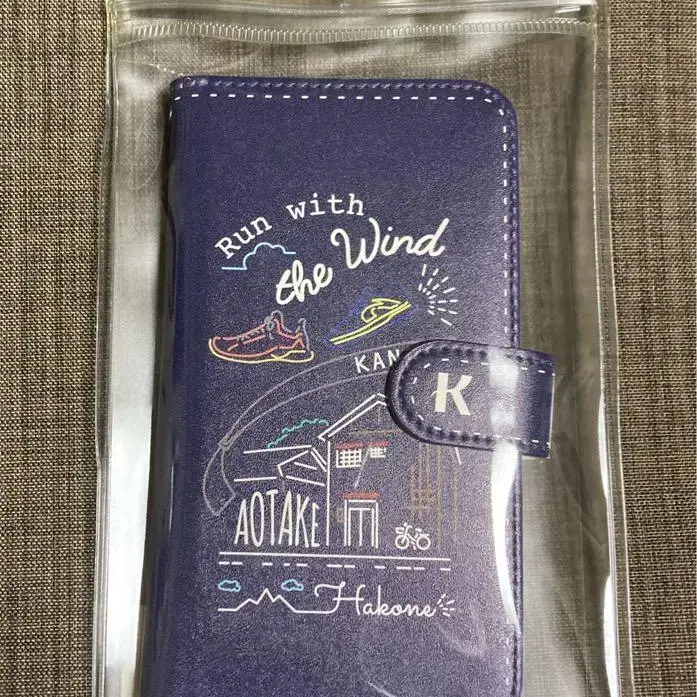 Run with
the Wind
KAN
K
AOTAKE
Hakone